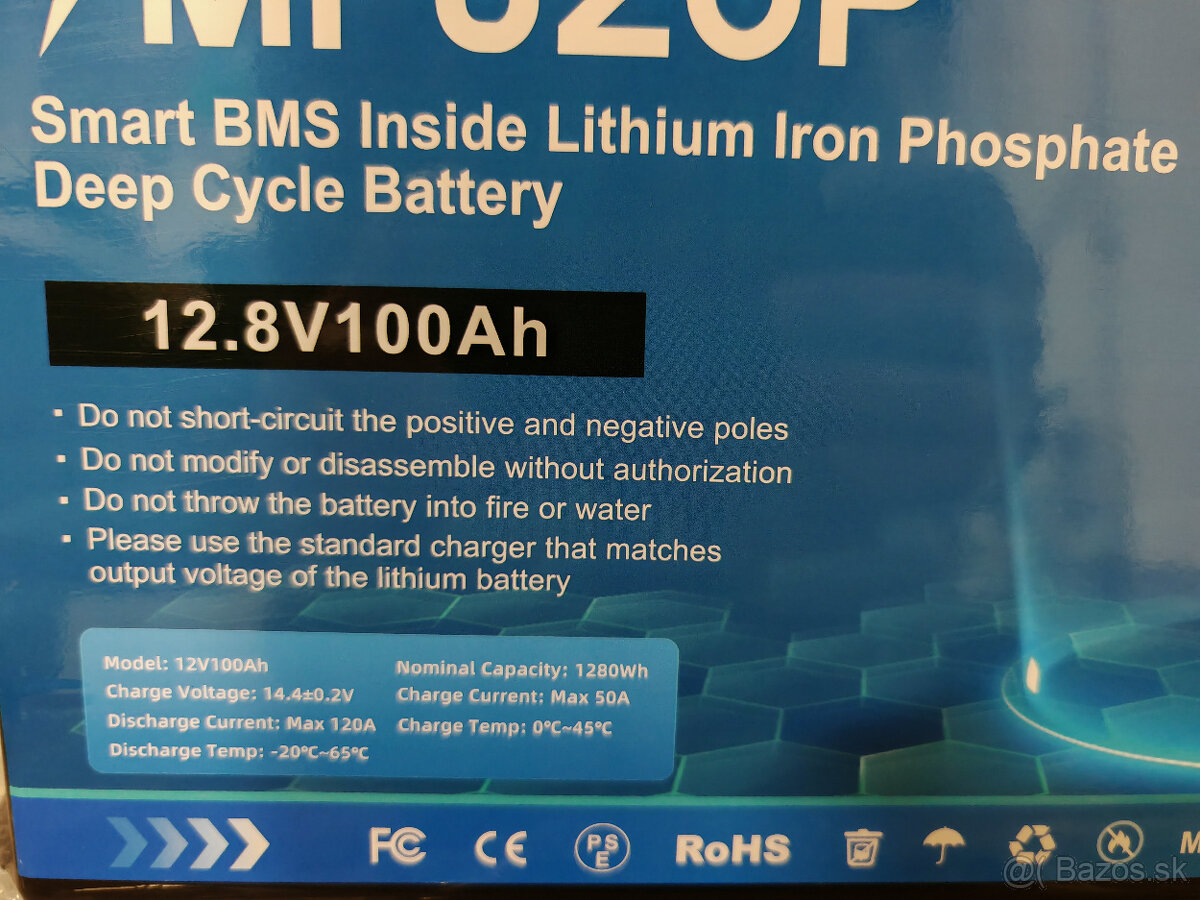 Smart BMS Inside Lithium Iron Phosphate
Deep Cycle Battery
12.8V100Ah
▪ Do not short-circuit the positive and negative poles
▪ Do not modify or disassemble without authorization
▪ Do not throw the battery into fire or water
▪ Please use the standard charger that matches
output voltage of the lithium battery
Model: 12V100Ah Nominal Capacity: 1280Wh
Charge Voltage: 14.4±0.2V Charge Current: Max 50A
Discharge Current: Max 120A Charge Temp: 0℃~45℃
Discharge Temp: -20℃~65℃
FC CE PSE RoHS
@( Bazos.sk